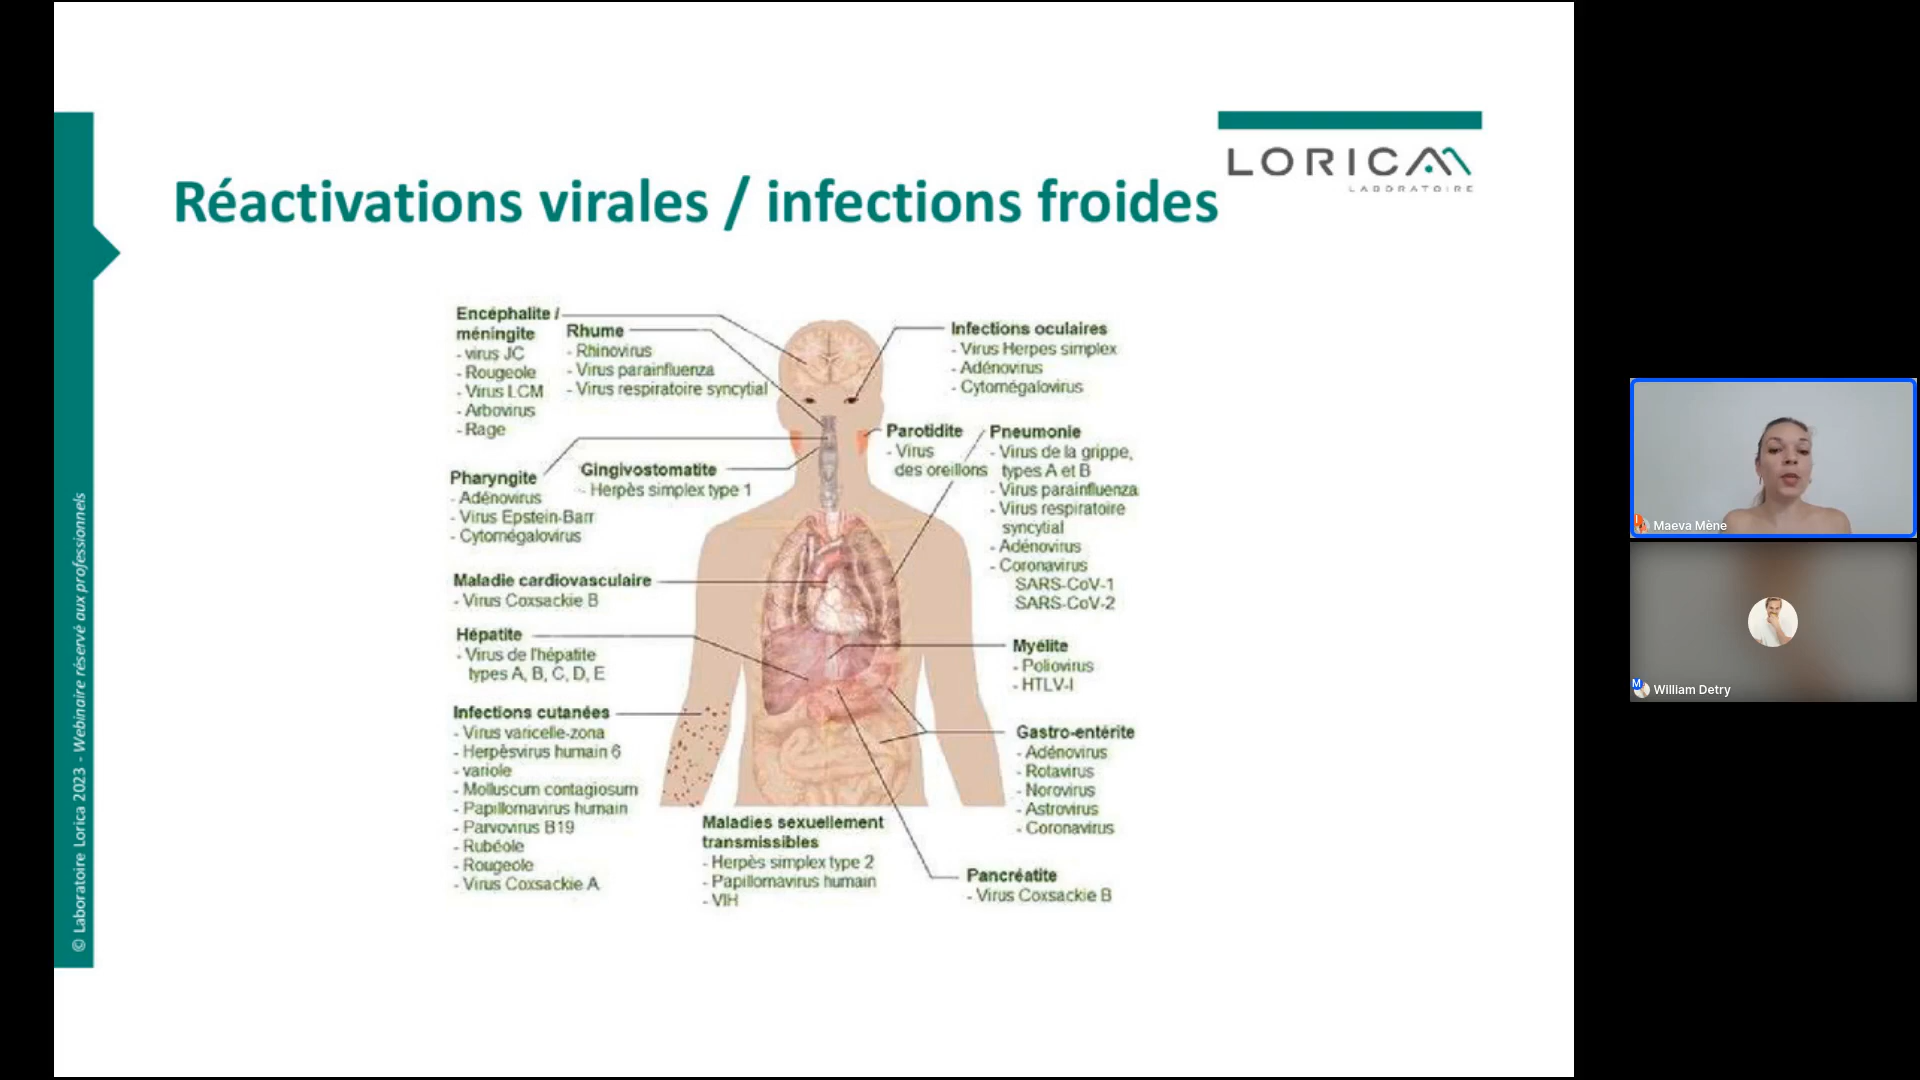 LORICA
LABORATOIRE
Réactivations virales / infections froides
Encéphalite /
méningite
- virus JC
- Rougeole
- Virus LCM
- Arbovirus
- Rage
Rhume
- Rhinovirus
- Virus parainfluenza
- Virus respiratoire syncytial
Infections oculaires
- Virus Herpes simplex
- Adénovirus
- Cytomégalovirus
Parotidite
- Virus
des oreillons
Pneumonie
- Virus de la grippe,
types A et B
- Virus parainfluenza
- Virus respiratoire
syncytial
- Adénovirus
- Coronavirus
SARS-CoV-1
SARS-CoV-2
Pharyngite
- Adénovirus
- Virus Epstein-Barr
- Cytomégalovirus
Gingivostomatite
- Herpès simplex type 1
Maladie cardiovasculaire
- Virus Coxsackie B
Hépatite
- Virus de l'hépatite
types A, B, C, D, E
Myélite
- Poliovirus
- HTLV-I
Infections cutanées
- Virus varicelle-zona
- Herpèsvirus humain 6
- variole
- Molluscum contagiosum
- Papillomavirus humain
- Parvovirus B19
- Rubéole
- Rougeole
- Virus Coxsackie A
Gastro-entérite
- Adénovirus
- Rotavirus
- Norovirus
- Astrovirus
- Coronavirus
Maladies sexuellement
transmissibles
- Herpès simplex type 2
- Papillomavirus humain
- VIH
Pancréatite
- Virus Coxsackie B
© Laboratoire Lorica 2023 - Webinaire réservé aux professionnels
Maeva Mène
M
William Detry